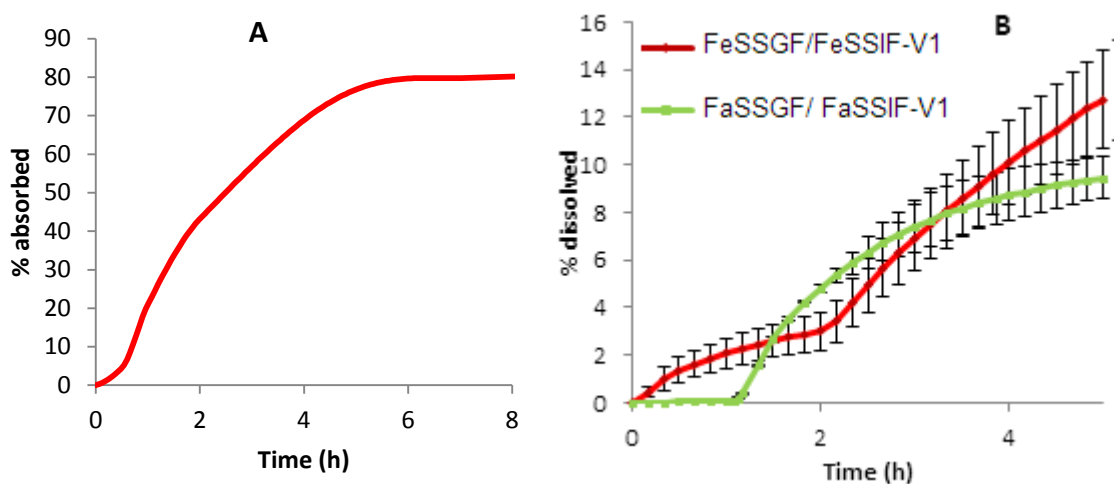 A
% absorbed
90
80
70
60
50
40
30
20
10
0
0 2 4 6 8
Time (h)
B
FeSSGF/FeSSIF-V1
FaSSGF/ FaSSIF-V1
% dissolved
16
14
12
10
8
6
4
2
0
0 2 4
Time (h)